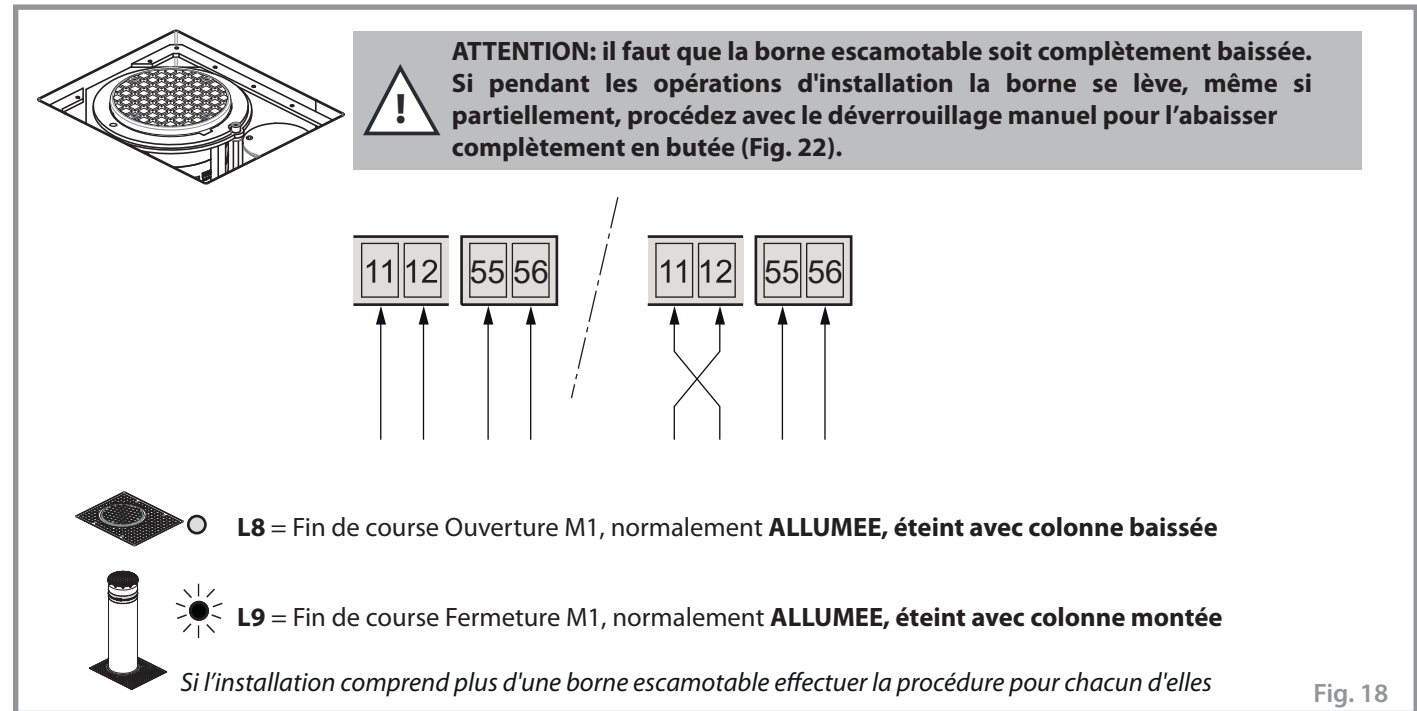 ATTENTION: il faut que la borne escamotable soit complètement baissée.
Si pendant les opérations d'installation la borne se lève, même si
partiellement, procédez avec le déverrouillage manuel pour l’abaisser
complètement en butée (Fig. 22).
!
11 12 55 56 11 12 55 56
L8 = Fin de course Ouverture M1, normalement ALLUMEE, éteint avec colonne baissée
L9 = Fin de course Fermeture M1, normalement ALLUMEE, éteint avec colonne montée
Si l’installation comprend plus d'une borne escamotable effectuer la procédure pour chacun d'elles
Fig. 18